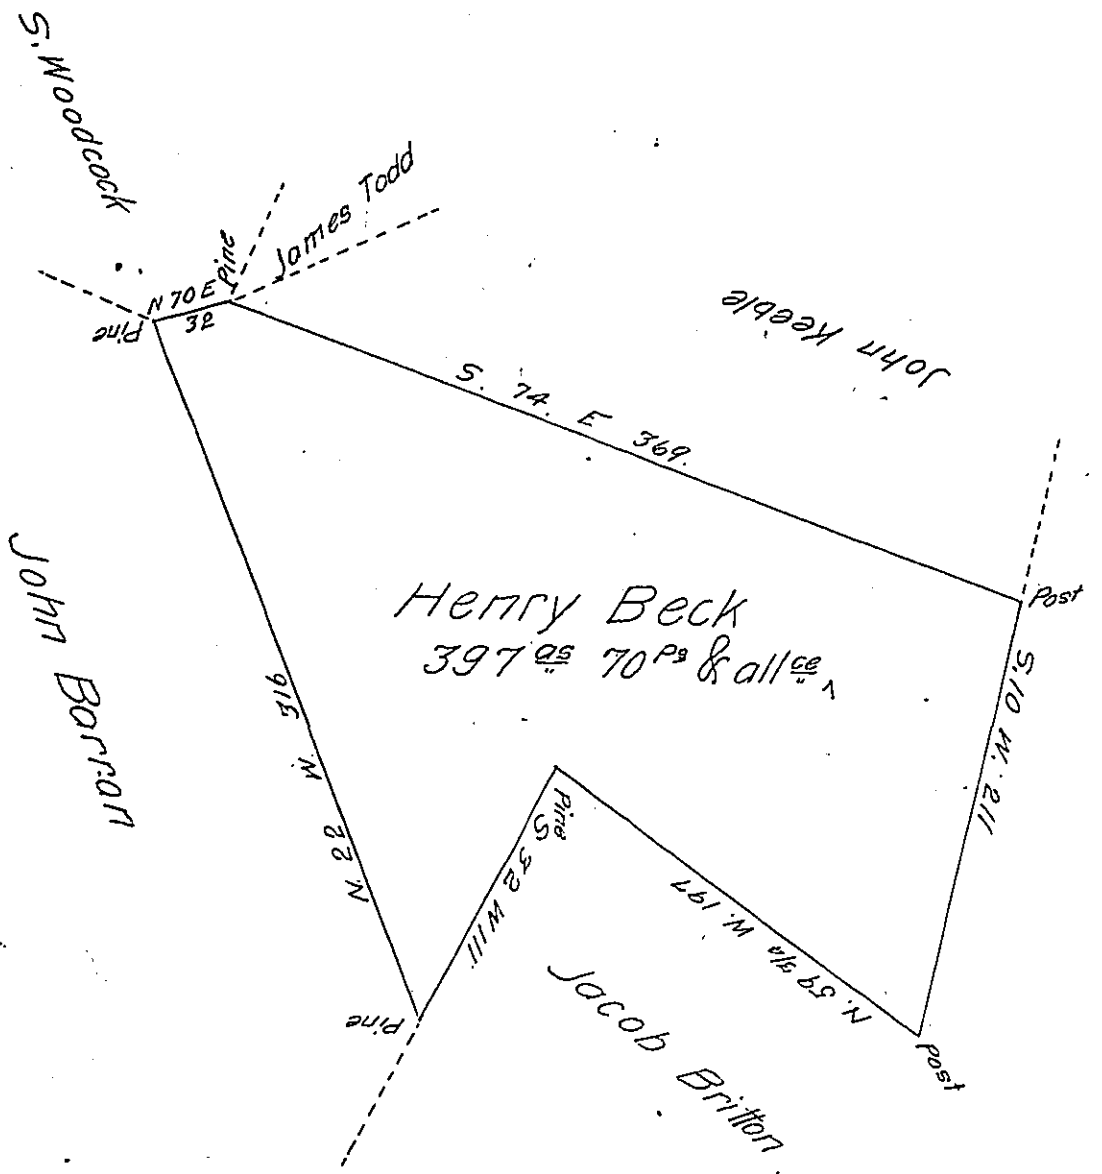 S. Woodcock
James Todd
Pine
N 70 E
32
Pine
John Keeble
S. 74. E 369.
Post
Henry Beck
397 as 70 Ps & allce
S. 10 W. 211
John Barran
N. 22 W. 316
Pine
S 32 W 111
N. 59 3/4 W. 197
Pine
Jacob Britton
Post